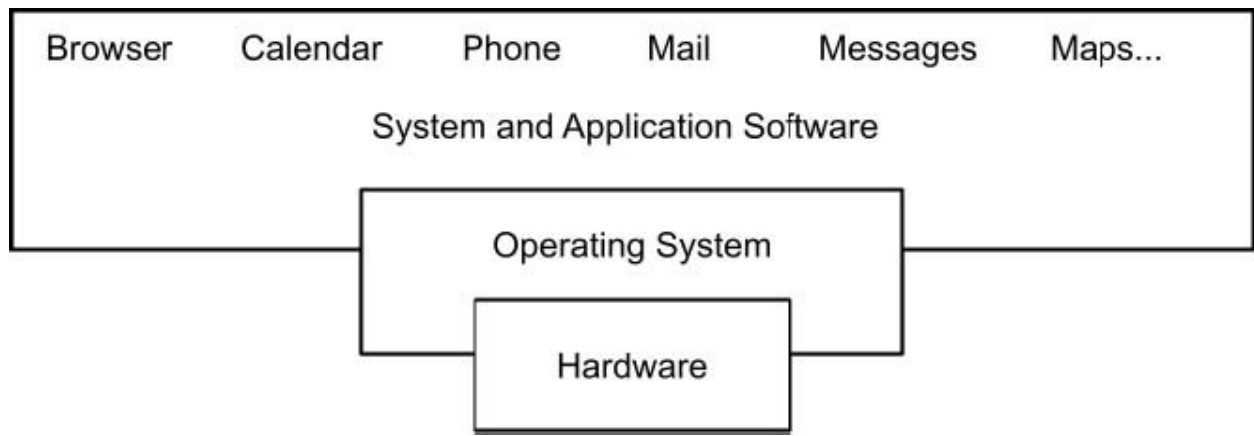 Browser Calendar Phone Mail Messages Maps...
System and Application Software
Operating System
Hardware